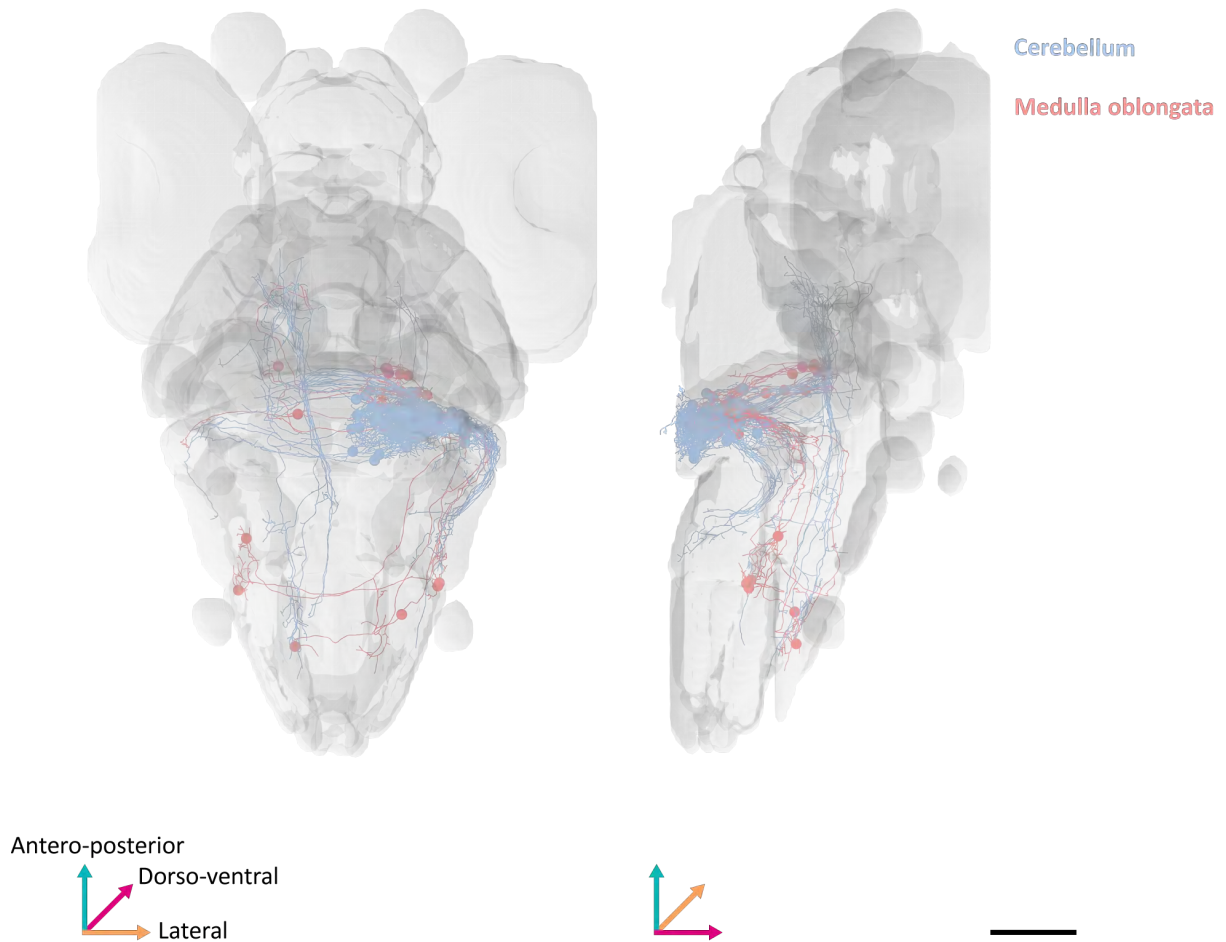 Cerebellum
Medulla oblongata
Antero-posterior
Dorso-ventral
Lateral